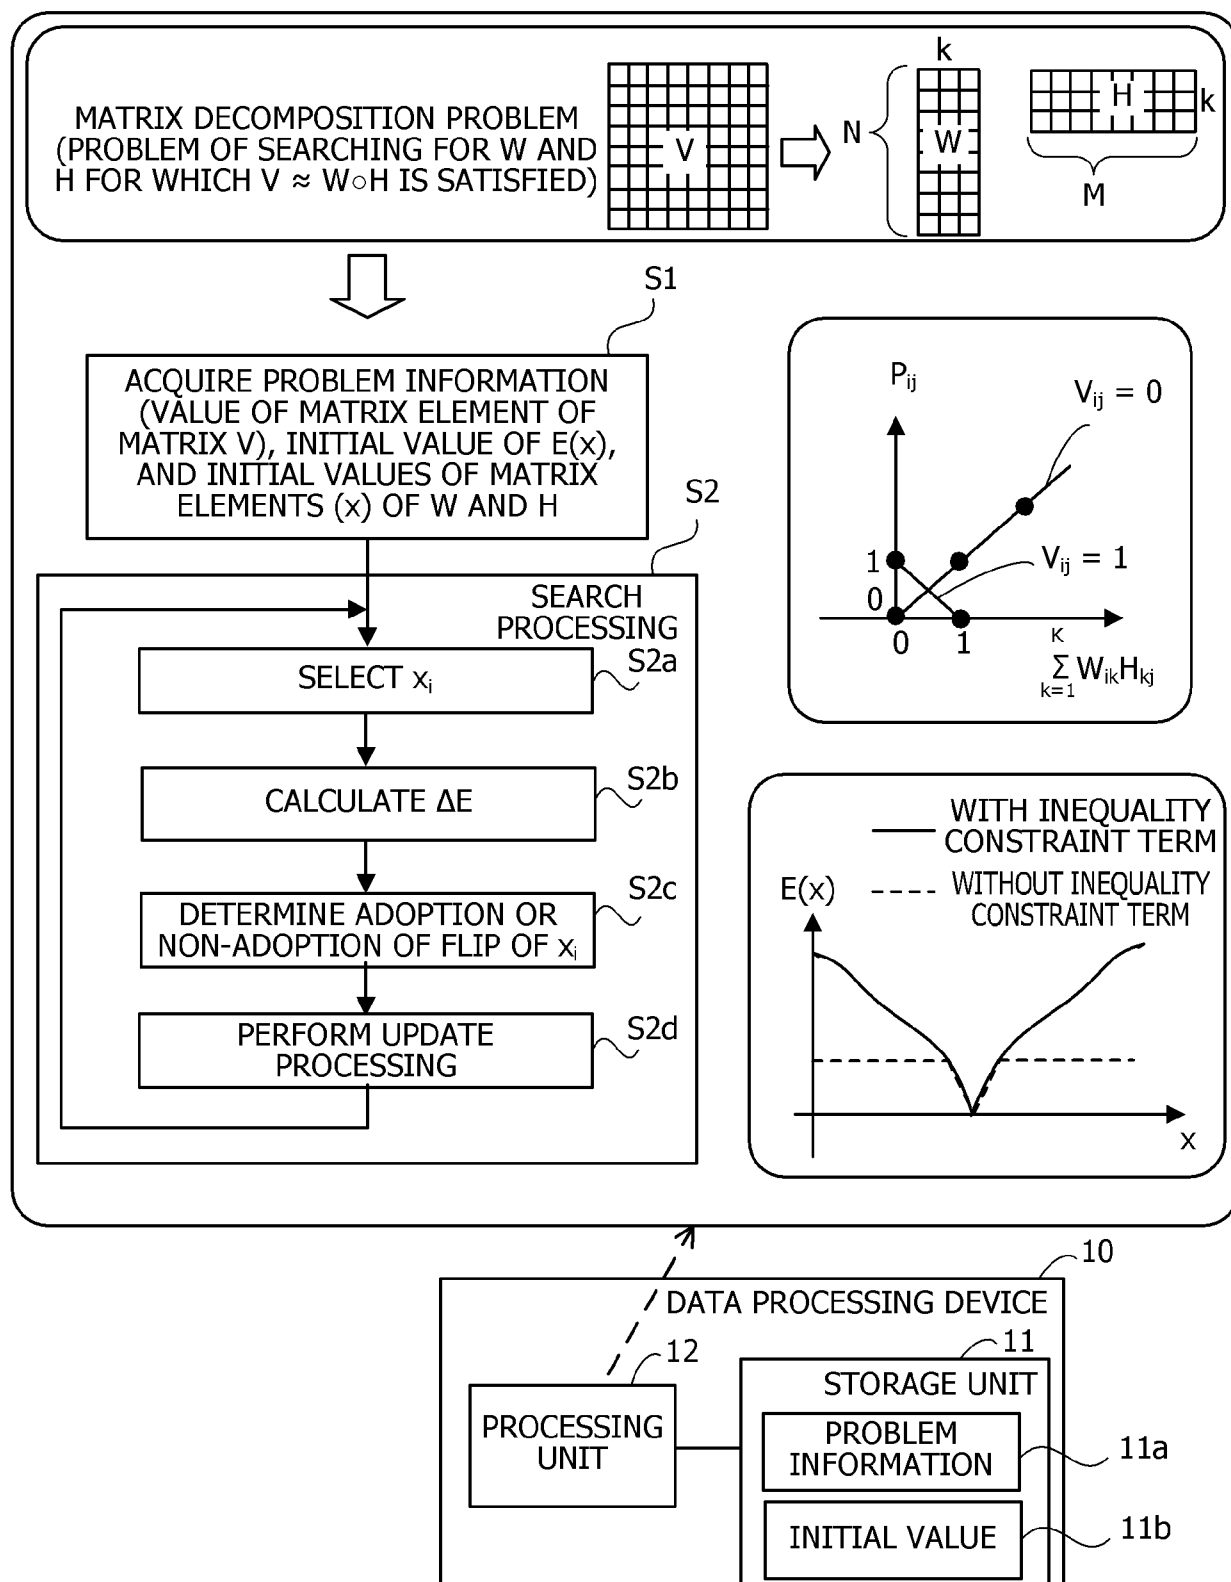 MATRIX DECOMPOSITION PROBLEM
(PROBLEM OF SEARCHING FOR W AND
H FOR WHICH V ≈ W○H IS SATISFIED)
V
N
k
W
H
k
M
S1
ACQUIRE PROBLEM INFORMATION
(VALUE OF MATRIX ELEMENT OF
MATRIX V), INITIAL VALUE OF E(x),
AND INITIAL VALUES OF MATRIX
ELEMENTS (x) OF W AND H
S2
SEARCH
PROCESSING
S2a
SELECT xi
S2b
CALCULATE ΔE
S2c
DETERMINE ADOPTION OR
NON-ADOPTION OF FLIP OF xi
S2d
PERFORM UPDATE
PROCESSING
Pij
Vij = 0
Vij = 1
1
0
0
1
K
Σ WikHkj
k=1
WITH INEQUALITY
CONSTRAINT TERM
WITHOUT INEQUALITY
CONSTRAINT TERM
E(x)
x
10
DATA PROCESSING DEVICE
12
PROCESSING
UNIT
11
STORAGE UNIT
PROBLEM
INFORMATION
11a
INITIAL VALUE
11b